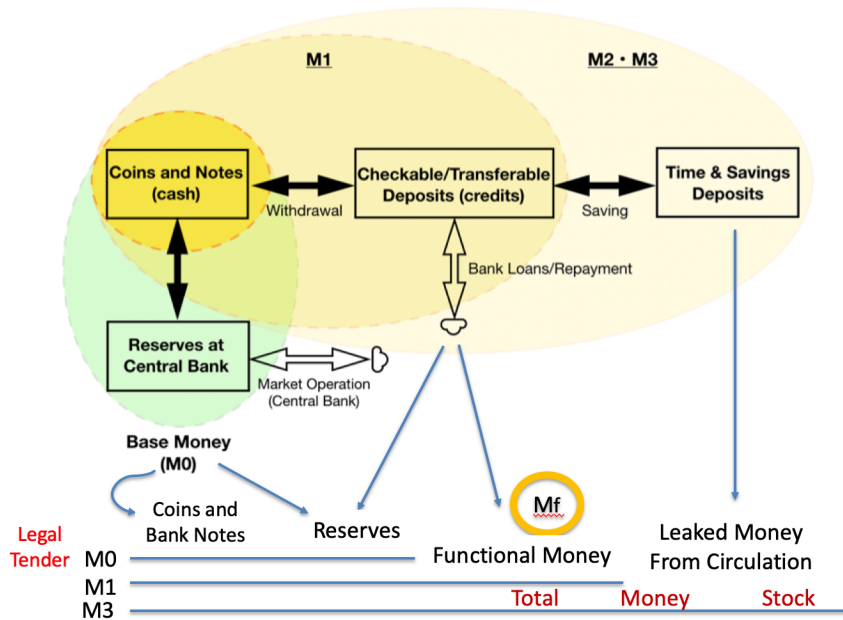 M1
M2・M3
Coins and Notes
(cash)
Withdrawal
Checkable/Transferable
Deposits (credits)
Saving
Time & Savings
Deposits
Bank Loans/Repayment
Reserves at
Central Bank
Market Operation
(Central Bank)
Base Money
(M0)
Coins and
Bank Notes
Reserves
Mf
Functional Money
Leaked Money
From Circulation
Legal
Tender
M0
M1
Total Money Stock
M3